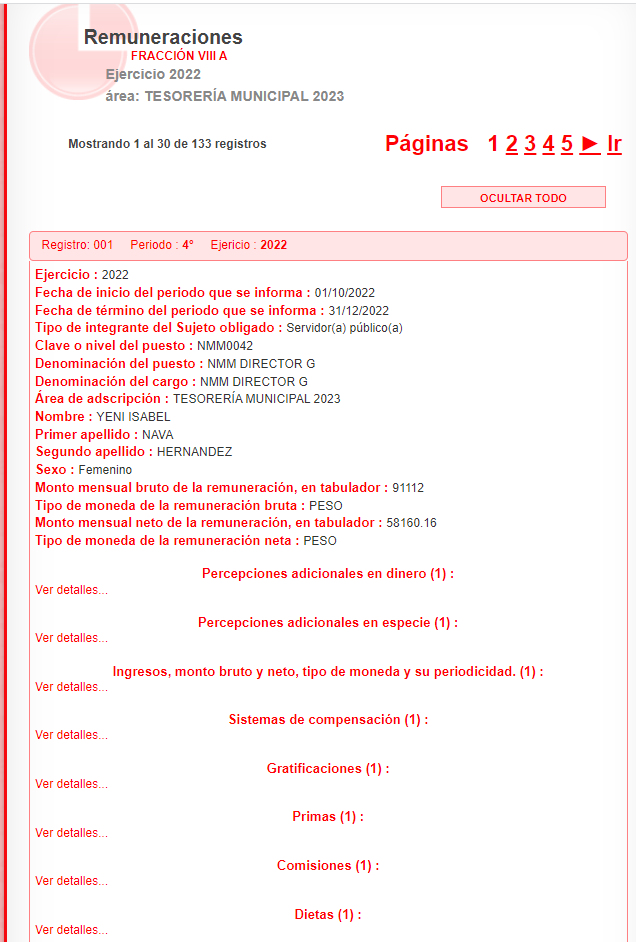 Remuneraciones
FRACCIÓN VIII A
Ejercicio 2022
área: TESORERÍA MUNICIPAL 2023
Mostrando 1 al 30 de 133 registros
Páginas 1 2 3 4 5 ► Ir
OCULTAR TODO
Registro: 001 Periodo : 4° Ejericio : 2022
Ejercicio : 2022
Fecha de inicio del periodo que se informa : 01/10/2022
Fecha de término del periodo que se informa : 31/12/2022
Tipo de integrante del Sujeto obligado : Servidor(a) público(a)
Clave o nivel del puesto : NMM0042
Denominación del puesto : NMM DIRECTOR G
Denominación del cargo : NMM DIRECTOR G
Área de adscripción : TESORERÍA MUNICIPAL 2023
Nombre : YENI ISABEL
Primer apellido : NAVA
Segundo apellido : HERNANDEZ
Sexo : Femenino
Monto mensual bruto de la remuneración, en tabulador : 91112
Tipo de moneda de la remuneración bruta : PESO
Monto mensual neto de la remuneración, en tabulador : 58160.16
Tipo de moneda de la remuneración neta : PESO
Percepciones adicionales en dinero (1) :
Ver detalles...
Percepciones adicionales en especie (1) :
Ver detalles...
Ingresos, monto bruto y neto, tipo de moneda y su periodicidad. (1) :
Ver detalles...
Sistemas de compensación (1) :
Ver detalles...
Gratificaciones (1) :
Ver detalles...
Primas (1) :
Ver detalles...
Comisiones (1) :
Ver detalles...
Dietas (1) :
Ver detalles...